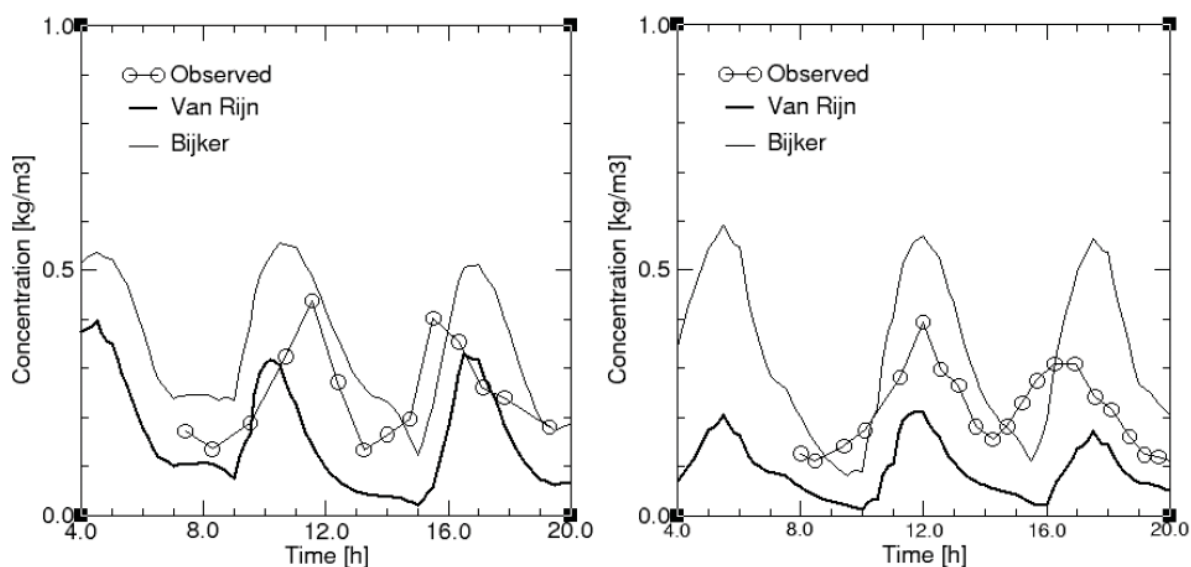 1.0
Observed
Van Rijn
Bijker
0.5
Concentration [kg/m3]
0.0
4.0 8.0 12.0 16.0 20.0
Time [h]
1.0
Observed
Van Rijn
Bijker
0.5
Concentration [kg/m3]
0.0
4.0 8.0 12.0 16.0 20.0
Time [h]